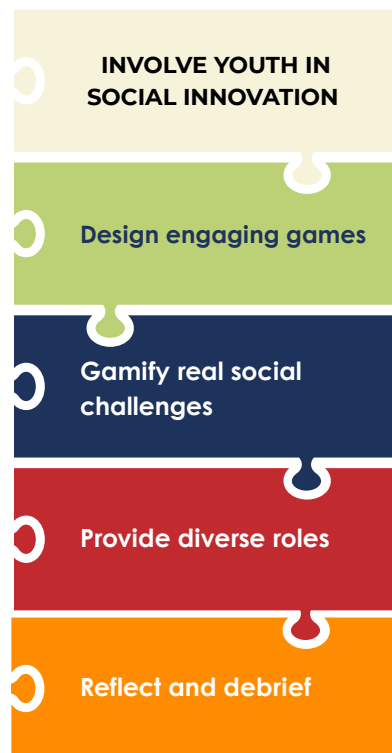 INVOLVE YOUTH IN
SOCIAL INNOVATION
Design engaging games
Gamify real social
challenges
Provide diverse roles
Reflect and debrief